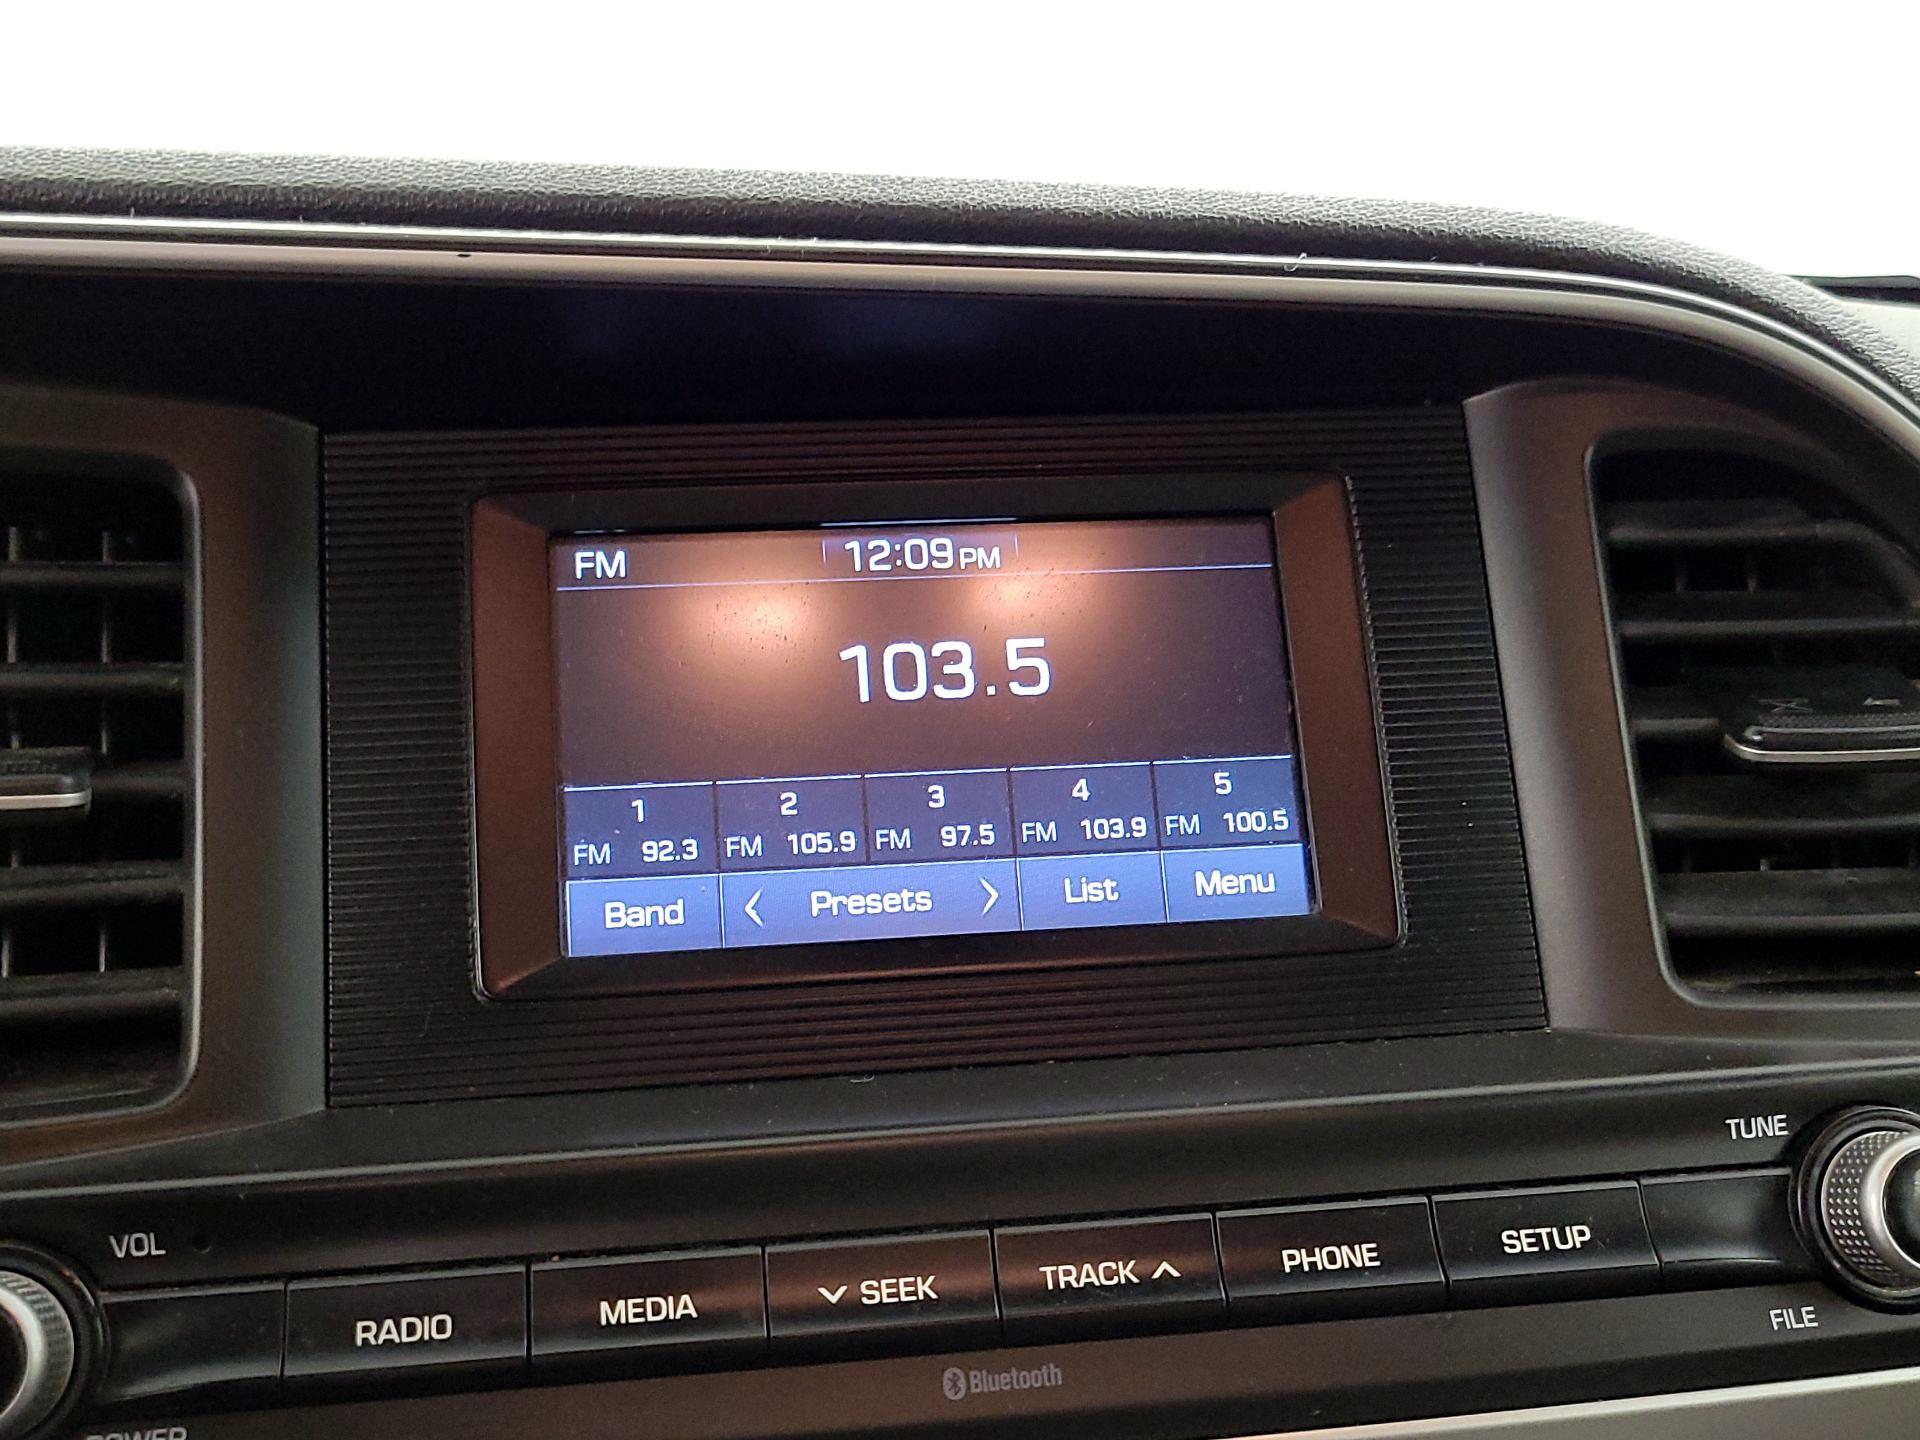 FM 12:09 PM
103.5
1 2 3 4 5
FM 92.3 FM 105.9 FM 97.5 FM 103.9 FM 100.5
Band < Presets > List Menu
TUNE
VOL
RADIO MEDIA SEEK TRACK PHONE SETUP
FILE
Bluetooth
POWER